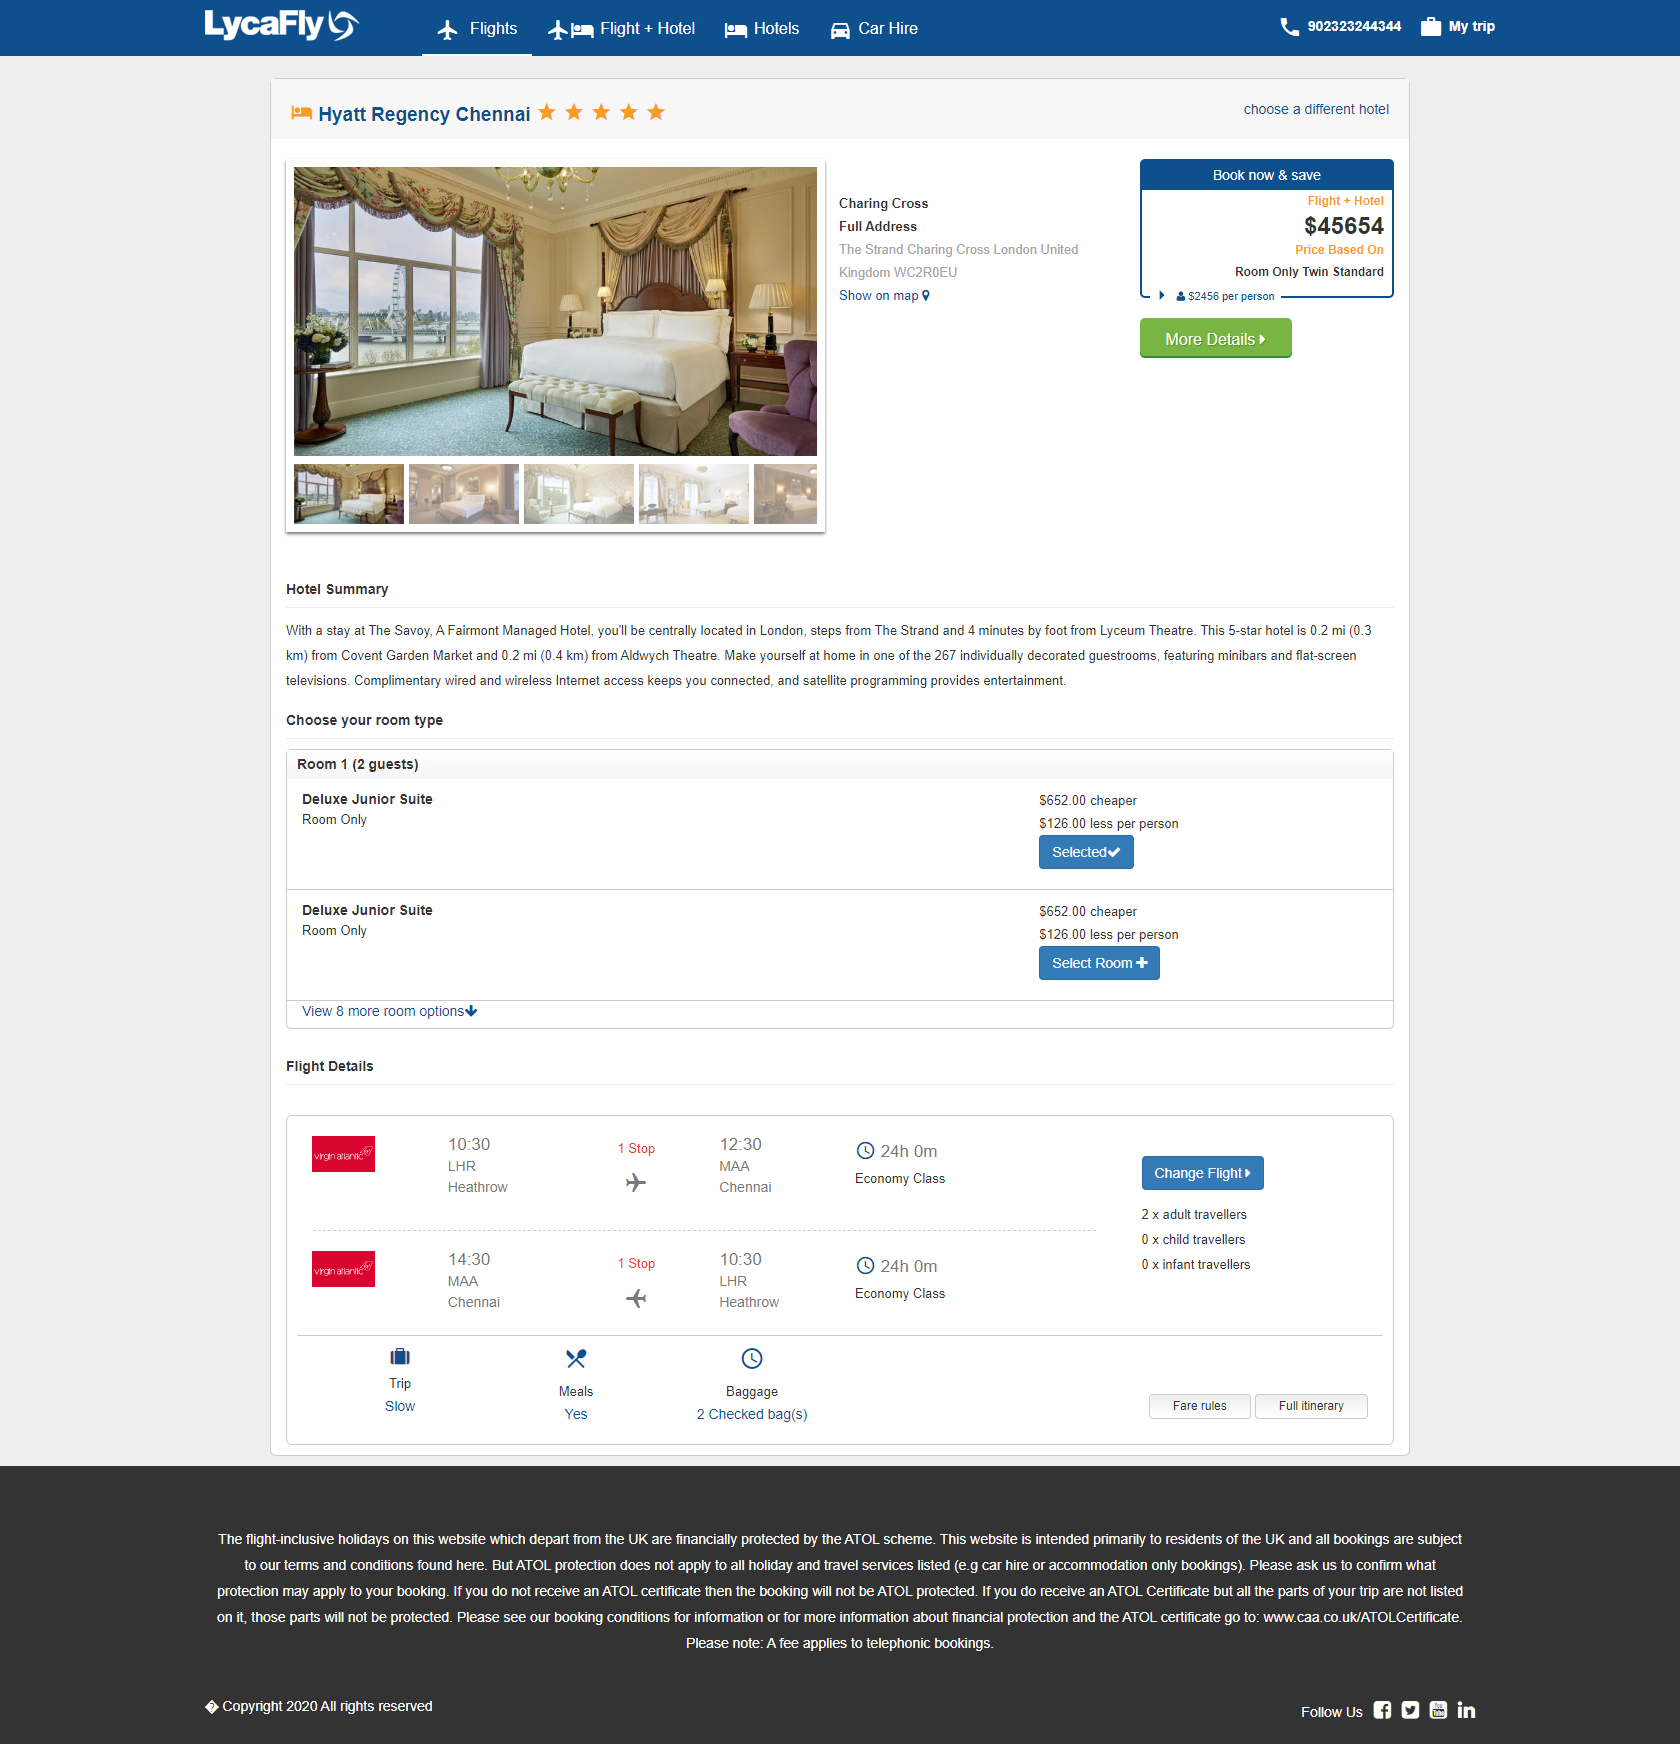 LycaFly
Flights
Flight + Hotel
Hotels
Car Hire
902323244344
My trip
Hyatt Regency Chennai
choose a different hotel
Charing Cross
Full Address
The Strand Charing Cross London United
Kingdom WC2R0EU
Show on map
Book now & save
Flight + Hotel
$45654
Price Based On
Room Only Twin Standard
$2456 per person
More Details
Hotel Summary
With a stay at The Savoy, A Fairmont Managed Hotel, you'll be centrally located in London, steps from The Strand and 4 minutes by foot from Lyceum Theatre. This 5-star hotel is 0.2 mi (0.3
km) from Covent Garden Market and 0.2 mi (0.4 km) from Aldwych Theatre. Make yourself at home in one of the 267 individually decorated guestrooms, featuring minibars and flat-screen
televisions. Complimentary wired and wireless Internet access keeps you connected, and satellite programming provides entertainment.
Choose your room type
Room 1 (2 guests)
Deluxe Junior Suite
Room Only
$652.00 cheaper
$126.00 less per person
Selected
Deluxe Junior Suite
Room Only
$652.00 cheaper
$126.00 less per person
Select Room
View 8 more room options
Flight Details
virgin atlantic
10:30
LHR
Heathrow
1 Stop
12:30
MAA
Chennai
24h 0m
Economy Class
virgin atlantic
14:30
MAA
Chennai
1 Stop
10:30
LHR
Heathrow
24h 0m
Economy Class
Change Flight
2 x adult travellers
0 x child travellers
0 x infant travellers
Trip
Slow
Meals
Yes
Baggage
2 Checked bag(s)
Fare rules
Full itinerary
The flight-inclusive holidays on this website which depart from the UK are financially protected by the ATOL scheme. This website is intended primarily to residents of the UK and all bookings are subject
to our terms and conditions found here. But ATOL protection does not apply to all holiday and travel services listed (e.g car hire or accommodation only bookings). Please ask us to confirm what
protection may apply to your booking. If you do not receive an ATOL certificate then the booking will not be ATOL protected. If you do receive an ATOL Certificate but all the parts of your trip are not listed
on it, those parts will not be protected. Please see our booking conditions for information or for more information about financial protection and the ATOL certificate go to: www.caa.co.uk/ATOLCertificate.
Please note: A fee applies to telephonic bookings.
� Copyright 2020 All rights reserved
Follow Us